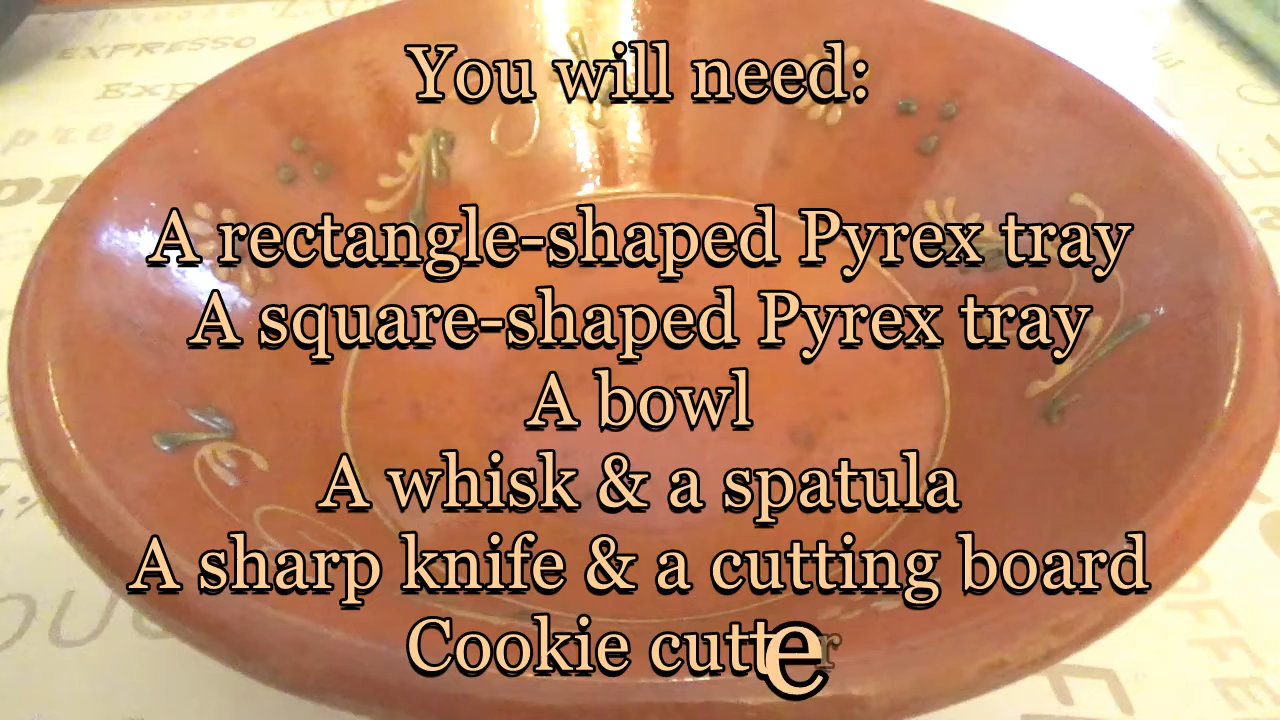 EXPRESSO
You will need:
A rectangle-shaped Pyrex tray
A square-shaped Pyrex tray
A bowl
A whisk & a spatula
A sharp knife & a cutting board
Cookie cutter